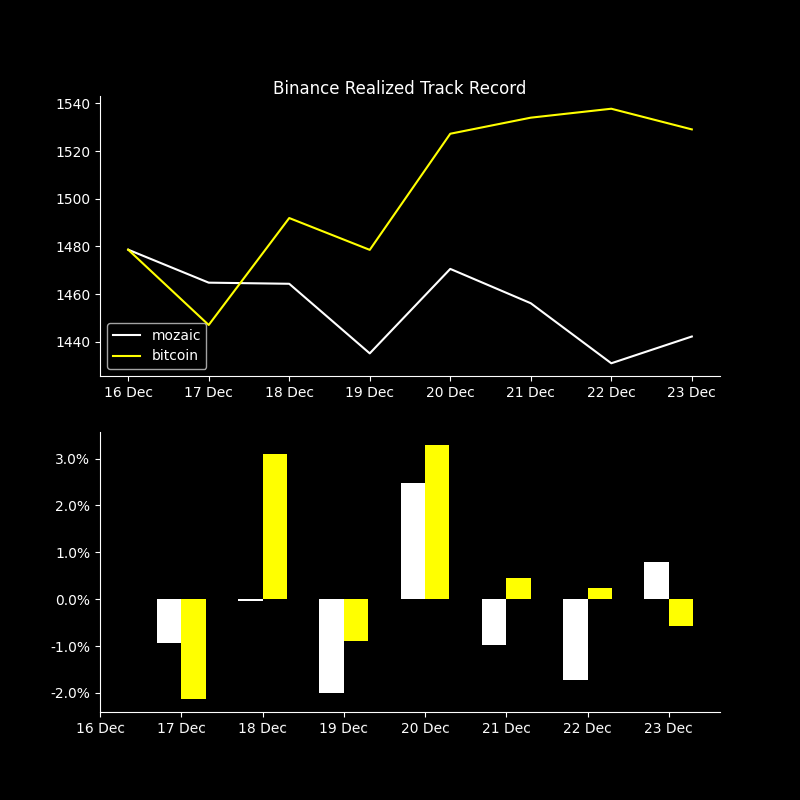 Binance Realized Track Record
1540
1520
1500
1480
1460
1440
mozaic
bitcoin
16 Dec 17 Dec 18 Dec 19 Dec 20 Dec 21 Dec 22 Dec 23 Dec
3.0%
2.0%
1.0%
0.0%
-1.0%
-2.0%
16 Dec 17 Dec 18 Dec 19 Dec 20 Dec 21 Dec 22 Dec 23 Dec